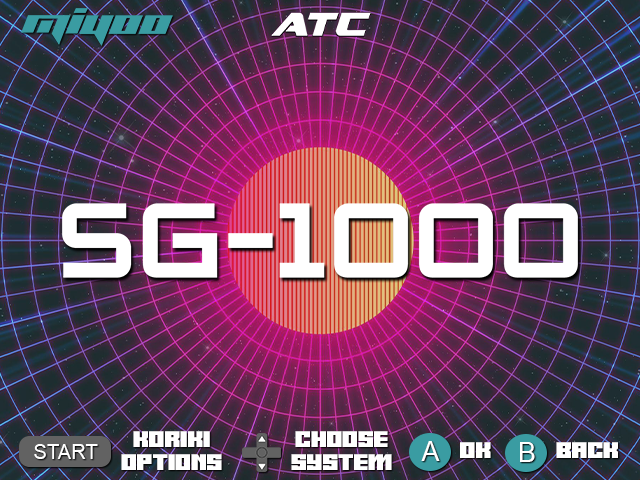 miyoo
ATC
SG-1000
START
KORIKI
OPTIONS
CHOOSE
SYSTEM
A
OK
B
BACK